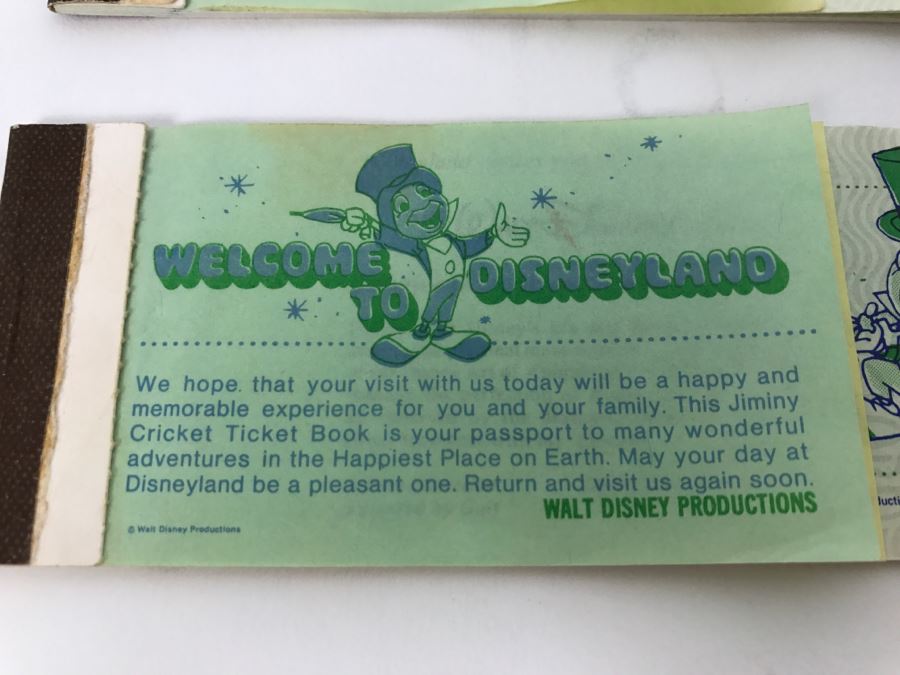 WELCOME TO DISNEYLAND
We hope. that your visit with us today will be a happy and
memorable experience for you and your family. This Jiminy
Cricket Ticket Book is your passport to many wonderful
adventures in the Happiest Place on Earth. May your day at
Disneyland be a pleasant one. Return and visit us again soon.
WALT DISNEY PRODUCTIONS
© Walt Disney Productions